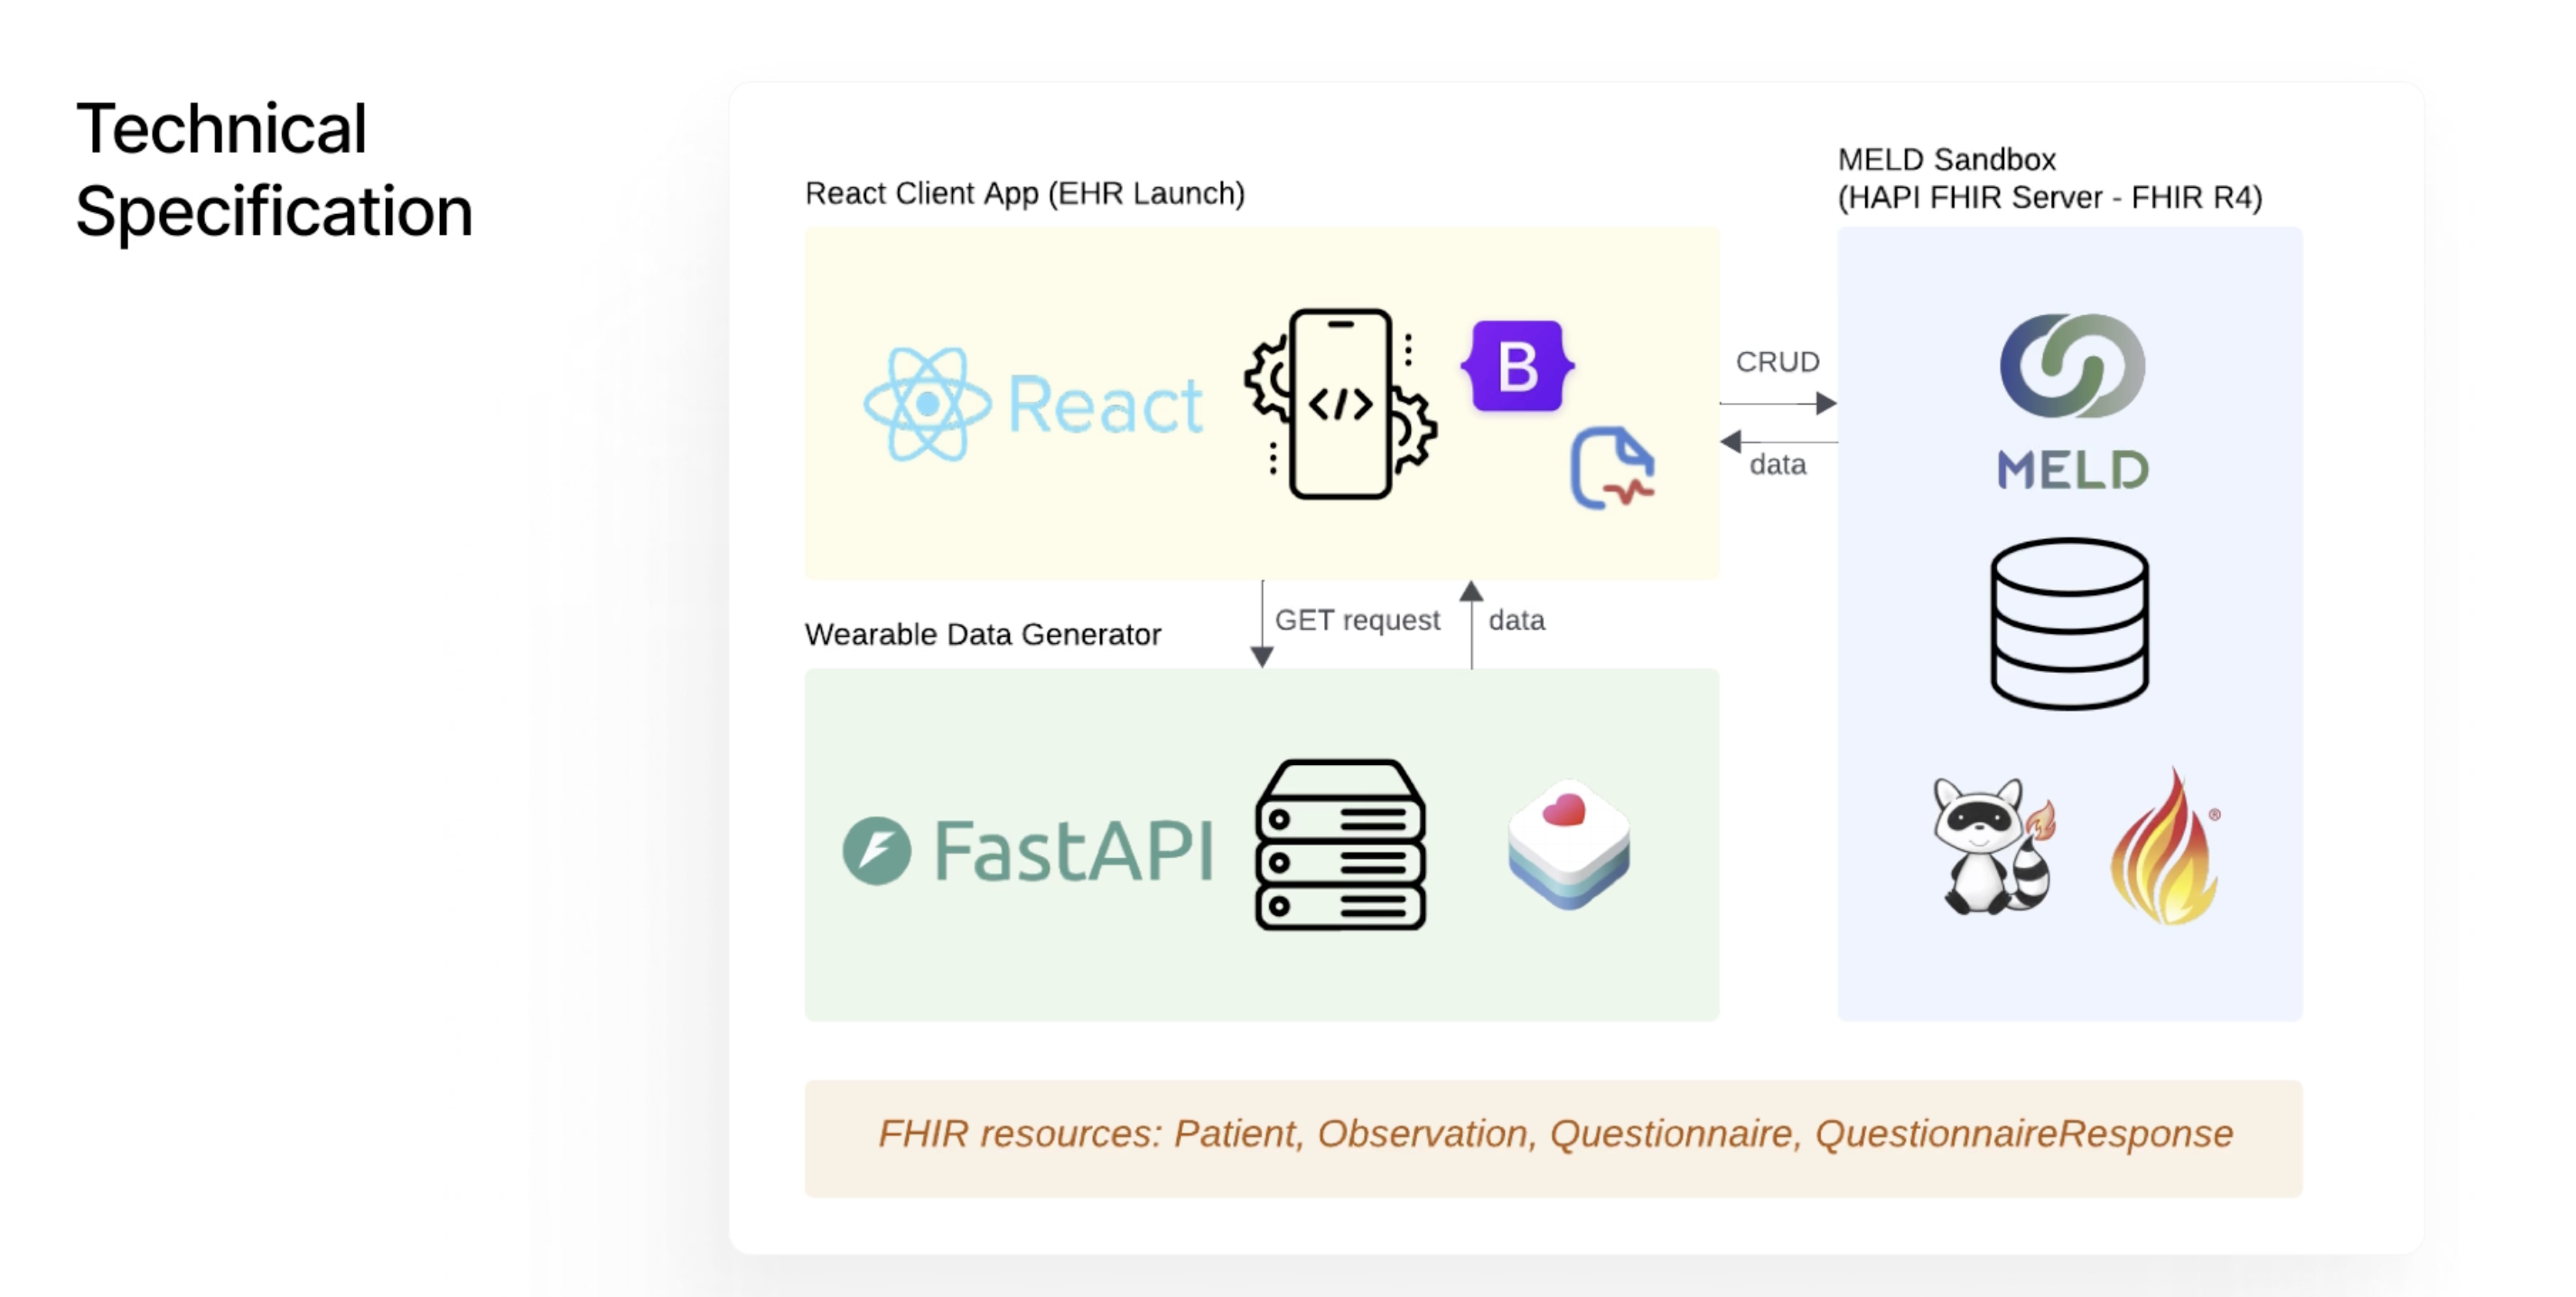 Technical
Specification
React Client App (EHR Launch)
MELD Sandbox
(HAPI FHIR Server - FHIR R4)
React
B
CRUD
data
MELD
Wearable Data Generator
GET request
data
FastAPI
®
FHIR resources: Patient, Observation, Questionnaire, QuestionnaireResponse